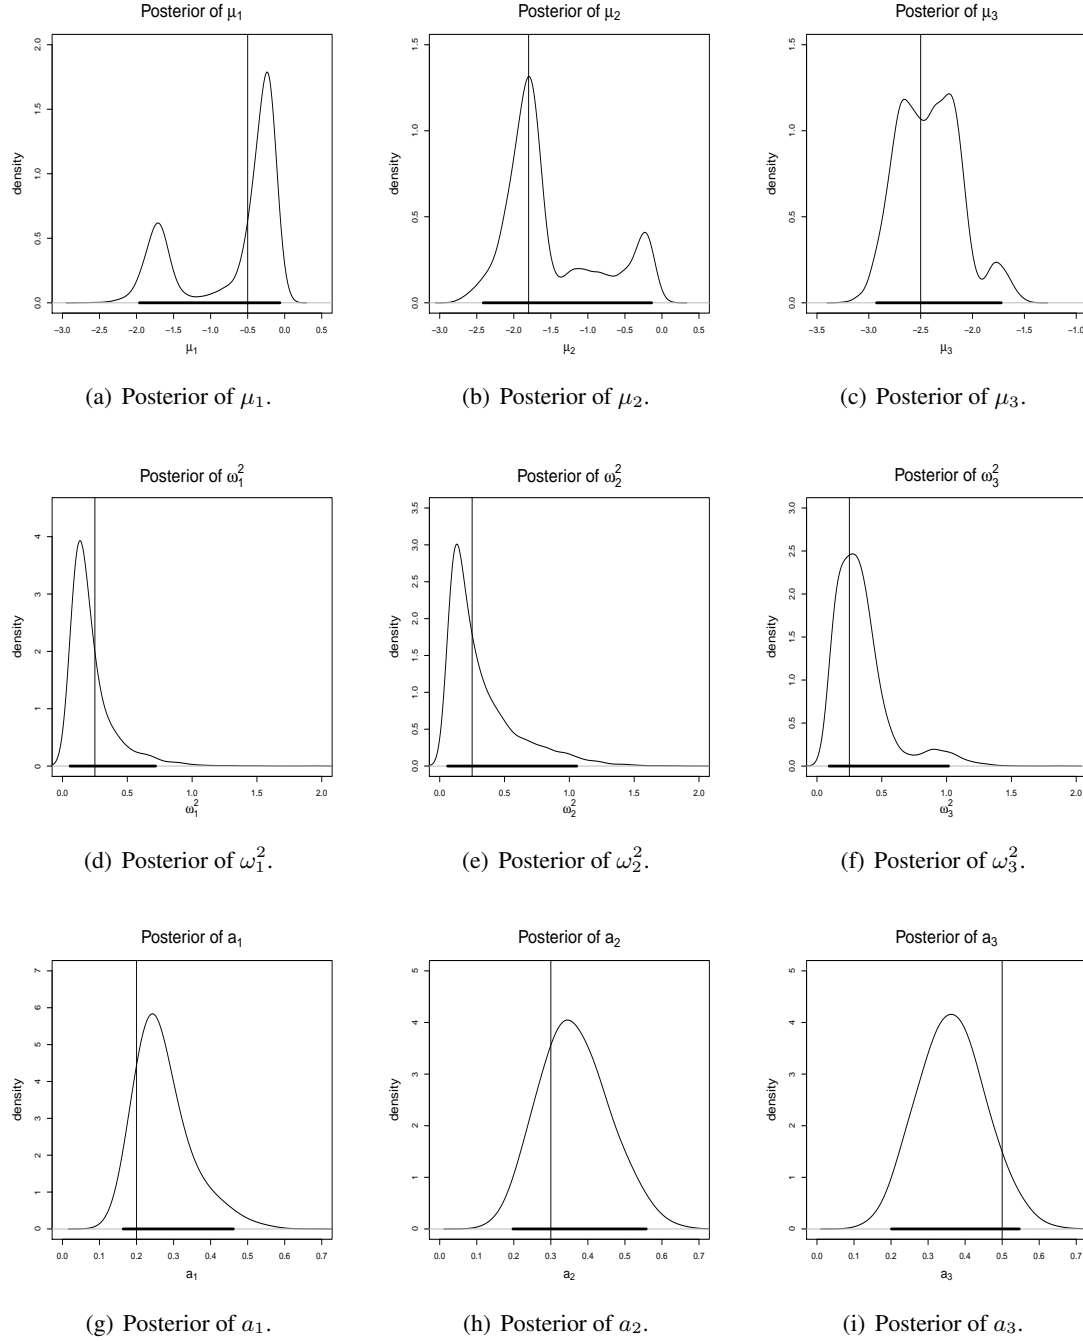 Posterior of μ1
Posterior of μ2
Posterior of μ3
density
0.0 0.5 1.0 1.5 2.0
−3.0 −2.5 −2.0 −1.5 −1.0 −0.5 0.0 0.5
μ1
density
0.0 0.5 1.0 1.5
−3.0 −2.5 −2.0 −1.5 −1.0 −0.5 0.0 0.5
μ2
density
0.0 0.5 1.0 1.5
−3.5 −3.0 −2.5 −2.0 −1.5 −1.0
μ3
(a) Posterior of μ1.
(b) Posterior of μ2.
(c) Posterior of μ3.
Posterior of ω1²
Posterior of ω2²
Posterior of ω3²
density
0 1 2 3 4
0.0 0.5 1.0 1.5 2.0
ω1²
density
0.0 0.5 1.0 1.5 2.0 2.5 3.0 3.5
0.0 0.5 1.0 1.5 2.0
ω2²
density
0.0 0.5 1.0 1.5 2.0 2.5 3.0
0.0 0.5 1.0 1.5 2.0
ω3²
(d) Posterior of ω1².
(e) Posterior of ω2².
(f) Posterior of ω3².
Posterior of a1
Posterior of a2
Posterior of a3
density
0 1 2 3 4 5 6 7
0.0 0.1 0.2 0.3 0.4 0.5 0.6 0.7
a1
density
0 1 2 3 4 5
0.0 0.1 0.2 0.3 0.4 0.5 0.6 0.7
a2
density
0 1 2 3 4 5
0.0 0.1 0.2 0.3 0.4 0.5 0.6 0.7
a3
(g) Posterior of a1.
(h) Posterior of a2.
(i) Posterior of a3.